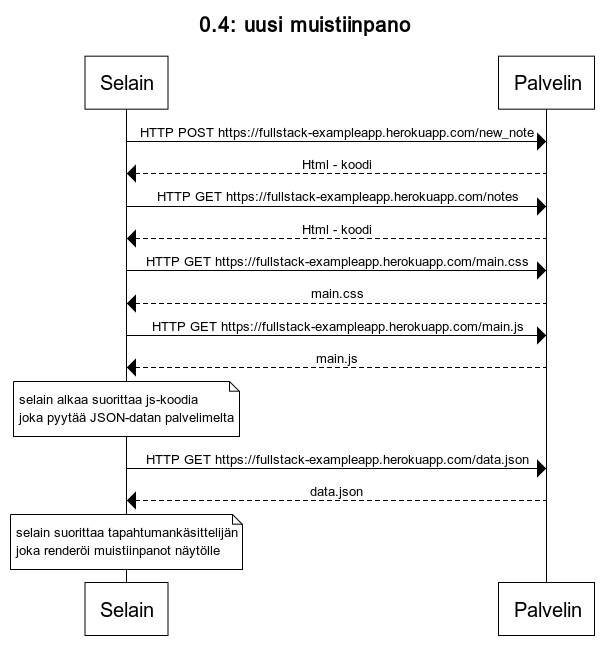 0.4: uusi muistiinpano
Selain
Palvelin
HTTP POST https://fullstack-exampleapp.herokuapp.com/new_note
Html - koodi
HTTP GET https://fullstack-exampleapp.herokuapp.com/notes
Html - koodi
HTTP GET https://fullstack-exampleapp.herokuapp.com/main.css
main.css
HTTP GET https://fullstack-exampleapp.herokuapp.com/main.js
main.js
selain alkaa suorittaa js-koodia
joka pyytää JSON-datan palvelimelta
HTTP GET https://fullstack-exampleapp.herokuapp.com/data.json
data.json
selain suorittaa tapahtumankäsittelijän
joka renderöi muistiinpanot näytölle
Selain
Palvelin